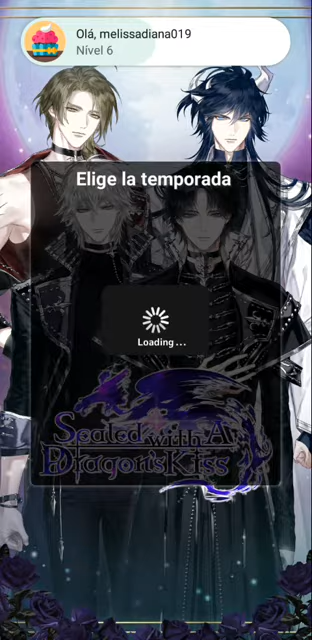 Olá, melissadiana019
Nível 6
Elige la temporada
Loading...
Sealed with A
Dragon's Kiss